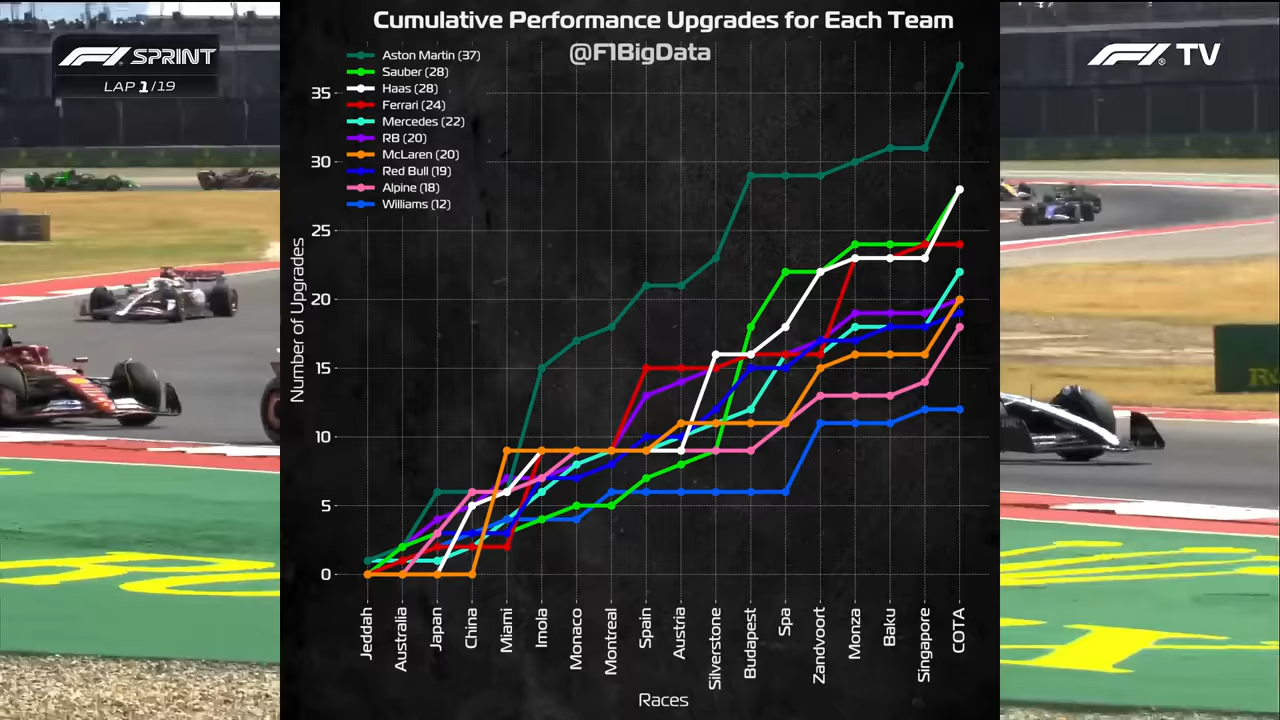 Cumulative Performance Upgrades for Each Team
@F1BigData
F1 SPRINT
LAP 1/19
F1 TV
Aston Martin (37)
Sauber (28)
Haas (28)
Ferrari (24)
Mercedes (22)
RB (20)
McLaren (20)
Red Bull (19)
Alpine (18)
Williams (12)
Number of Upgrades
35
30
25
20
15
10
5
0
Jeddah
Australia
Japan
China
Miami
Imola
Monaco
Montreal
Spain
Austria
Silverstone
Budapest
Spa
Zandvoort
Monza
Baku
Singapore
COTA
Races